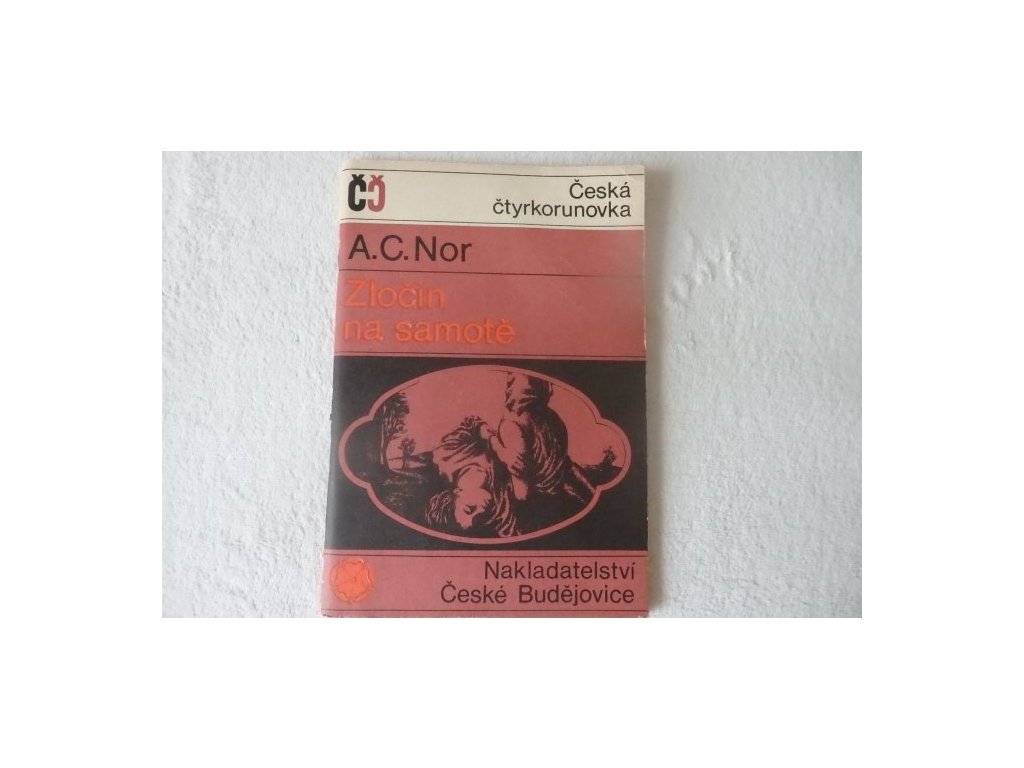 ČČ
Česká
čtyrkorunovka
A.C.Nor
Zločin
na samotě
Nakladatelství
České Budějovice